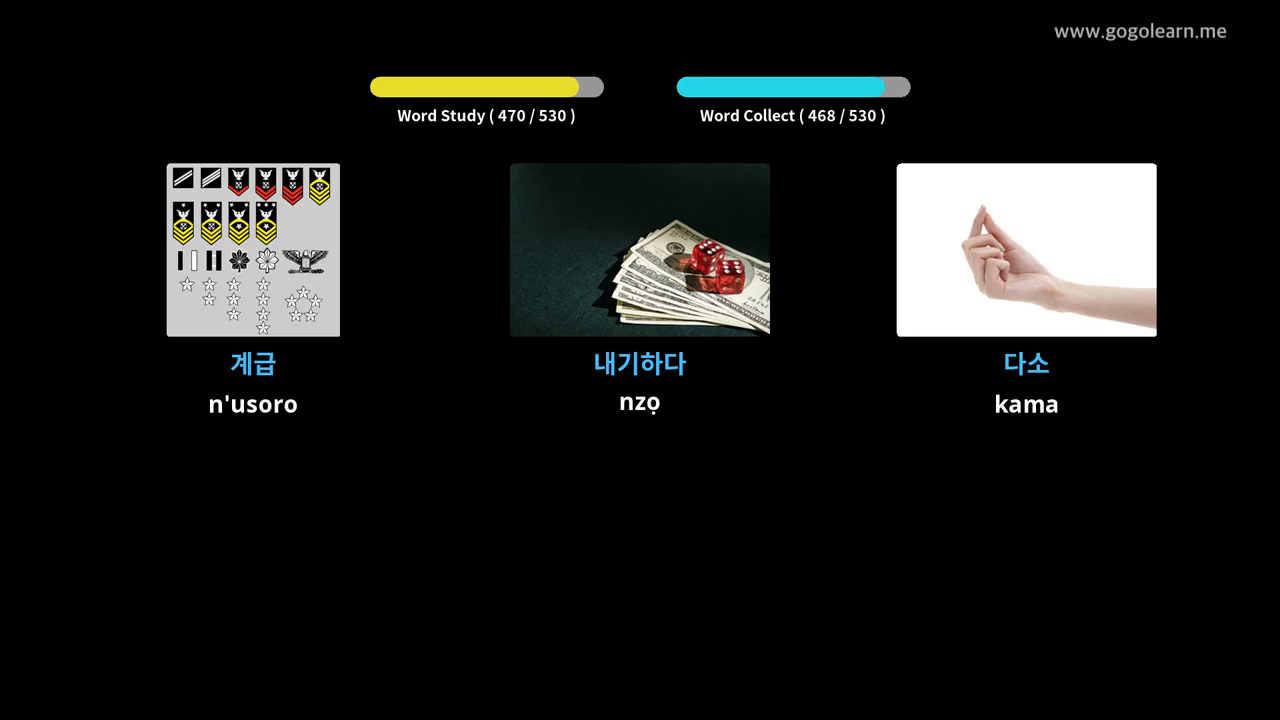 www.gogolearn.me
Word Study ( 470 / 530 )
Word Collect ( 468 / 530 )
계급
내기하다
다소
n'usoro
nzọ
kama